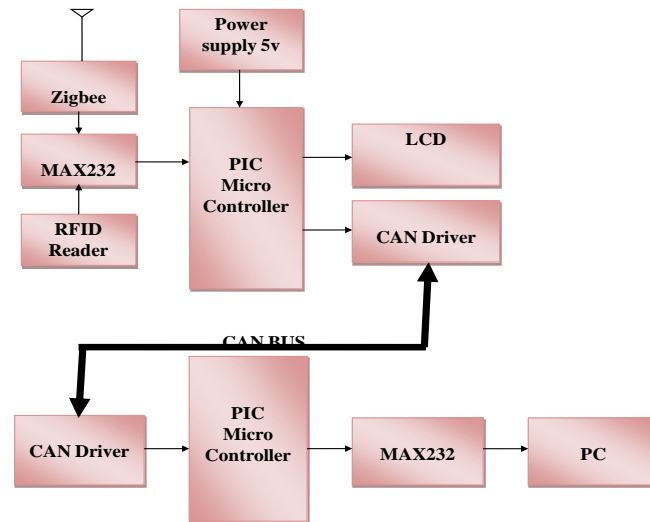 Power
supply 5v
Zigbee
MAX232
RFID
Reader
PIC
Micro
Controller
LCD
CAN Driver
CAN BUS
CAN Driver
PIC
Micro
Controller
MAX232
PC